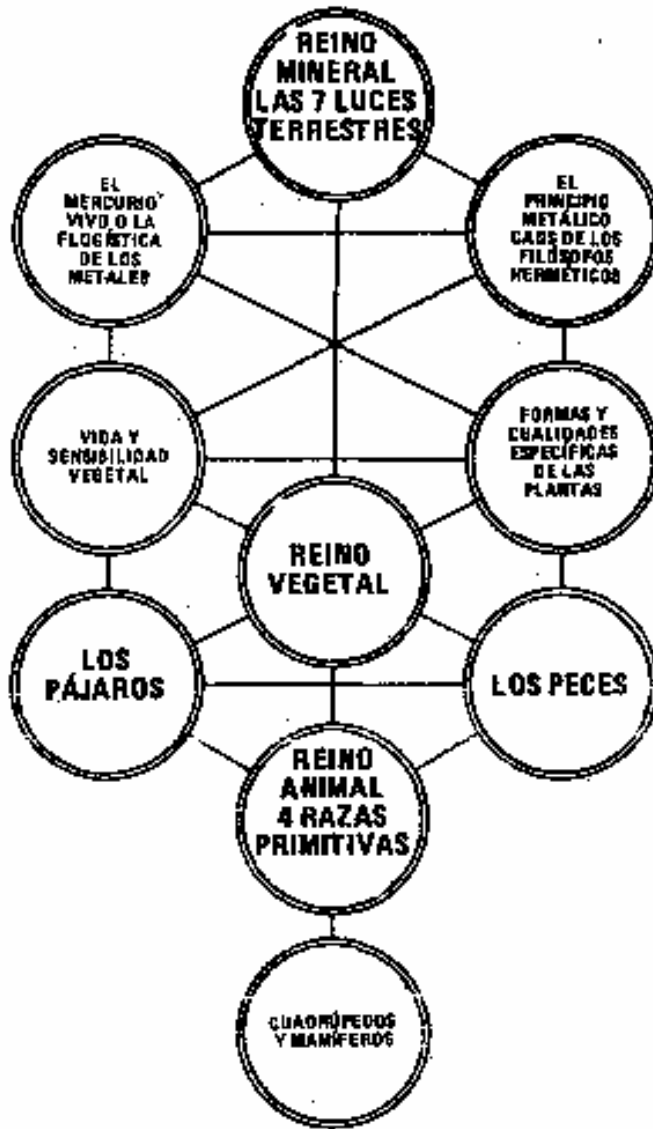 REINO
MINERAL
LAS 7 LUCES
TERRESTRES
EL
MERCURIO
VIVO O LA
FLOGÍSTICA
DE LOS
METALES
EL
PRINCIPIO
METÁLICO
CAOS DE LOS
FILÓSOFOS
HERMÉTICOS
VIDA Y
SENSIBILIDAD
VEGETAL
FORMAS Y
CUALIDADES
ESPECÍFICAS
DE LAS
PLANTAS
REINO
VEGETAL
LOS
PÁJAROS
LOS PECES
REINO
ANIMAL
4 RAZAS
PRIMITIVAS
CUADRÚPEDOS
Y MAMÍFEROS